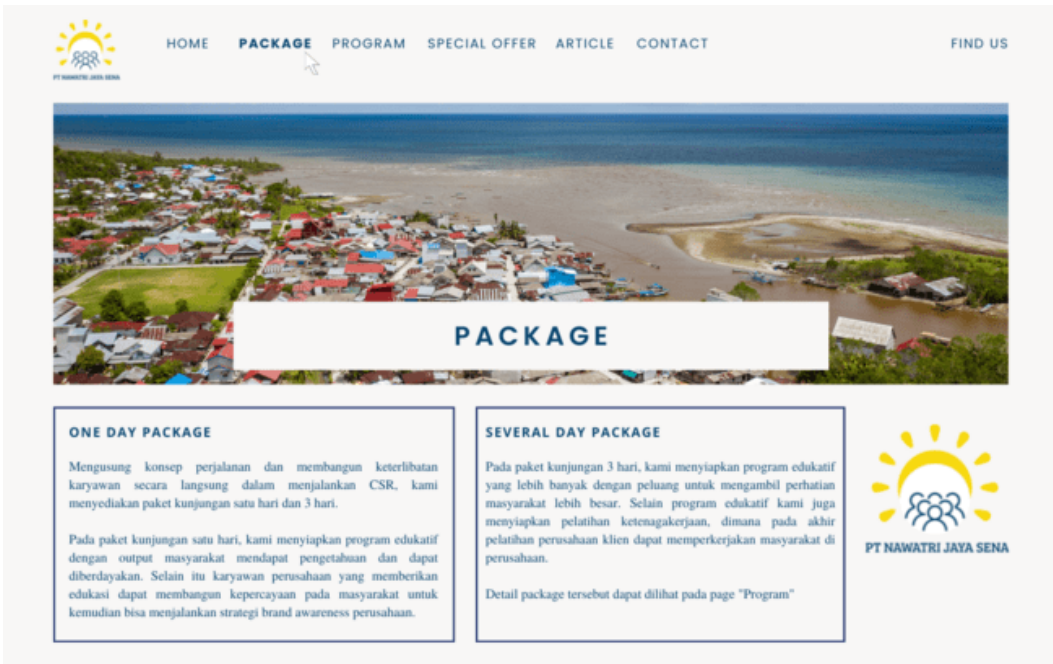 HOME PACKAGE PROGRAM SPECIAL OFFER ARTICLE CONTACT FIND US
PT NAWATRI JAYA SENA
PACKAGE
ONE DAY PACKAGE
Mengusung konsep perjalanan dan membangun keterlibatan
karyawan secara langsung dalam menjalankan CSR, kami
menyediakan paket kunjungan satu hari dan 3 hari.
Pada paket kunjungan satu hari, kami menyiapkan program edukatif
dengan output masyarakat mendapat pengetahuan dan dapat
diberdayakan. Selain itu karyawan perusahaan yang memberikan
edukasi dapat membangun kepercayaan pada masyarakat untuk
kemudian bisa menjalankan strategi brand awareness perusahaan.
SEVERAL DAY PACKAGE
Pada paket kunjungan 3 hari, kami menyiapkan program edukatif
yang lebih banyak dengan peluang untuk mengambil perhatian
masyarakat lebih besar. Selain program edukatif kami juga
menyiapkan pelatihan ketenagakerjaan, dimana pada akhir
pelatihan perusahaan klien dapat memperkerjakan masyarakat di
perusahaan.
Detail package tersebut dapat dilihat pada page "Program"
PT NAWATRI JAYA SENA